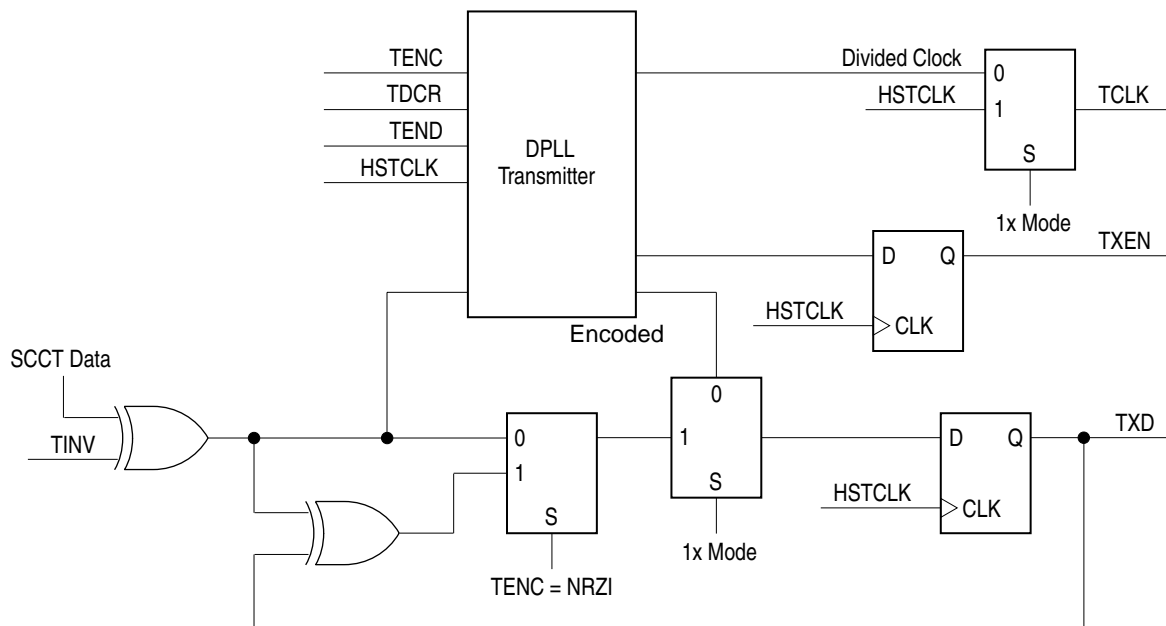 TENC
TDCR
TEND
HSTCLK
DPLL
Transmitter
Divided Clock
HSTCLK
0
1
S
TCLK
1x Mode
TXEN
D
Q
HSTCLK
CLK
Encoded
SCCT Data
TINV
0
1
S
TENC = NRZI
0
1
S
1x Mode
D
Q
TXD
HSTCLK
CLK